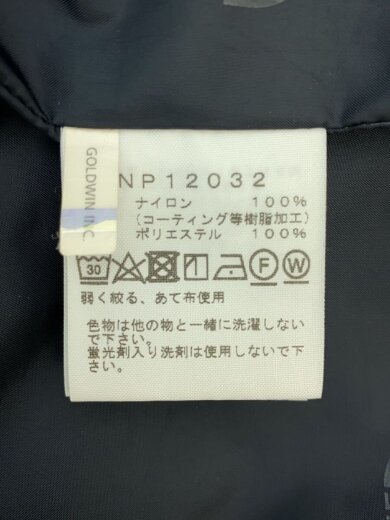 GOLDWIN INC.
NP12032
ナイロン 100%
(コーティング等樹脂加工)
ポリエステル 100%
30 F W
弱く絞る、あて布使用
色物は他の物と一緒に洗濯しない
で下さい。
蛍光剤入り洗剤は使用しないで下
さい。